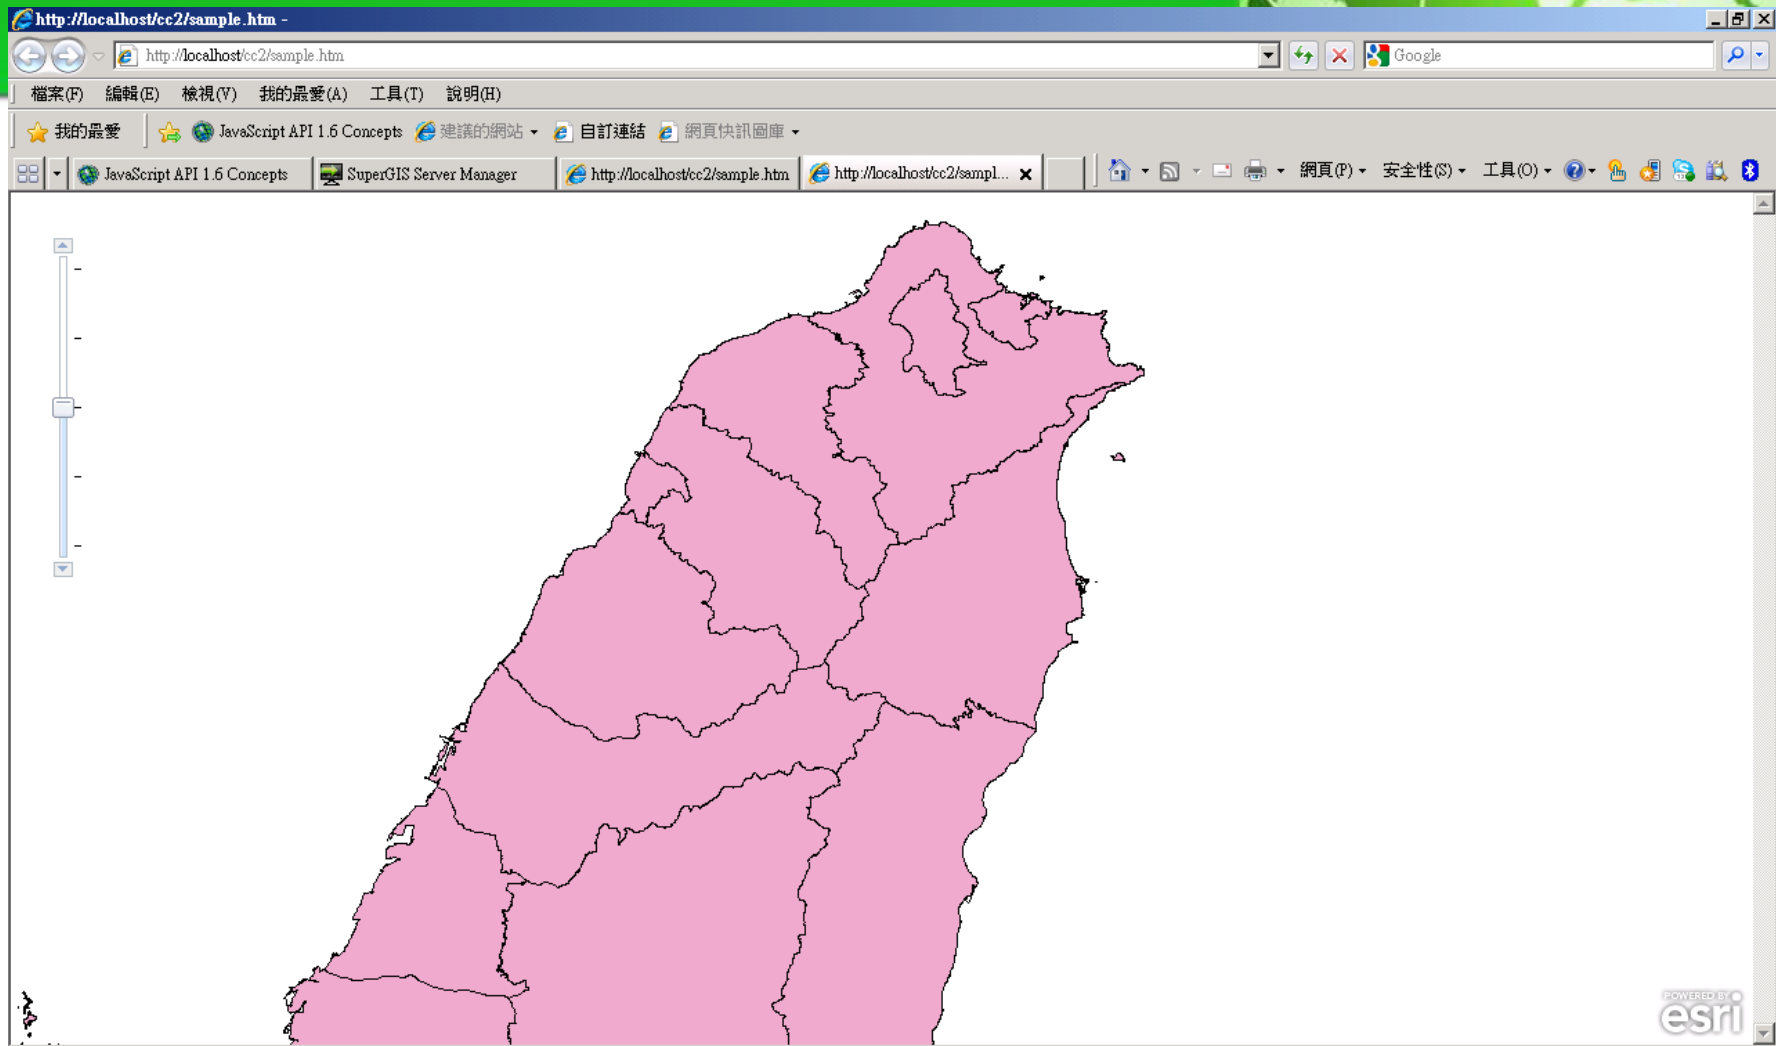 http://localhost/cc2/sample.htm -
http://localhost/cc2/sample.htm
Google
檔案(F) 編輯(E) 檢視(V) 我的最愛(A) 工具(T) 說明(H)
我的最愛 JavaScript API 1.6 Concepts 建議的網站 自訂連結 網頁快訊圖庫
JavaScript API 1.6 Concepts SuperGIS Server Manager http://localhost/cc2/sample.htm http://localhost/cc2/sampl... 網頁(P) 安全性(S) 工具(O)
POWERED BY
esri